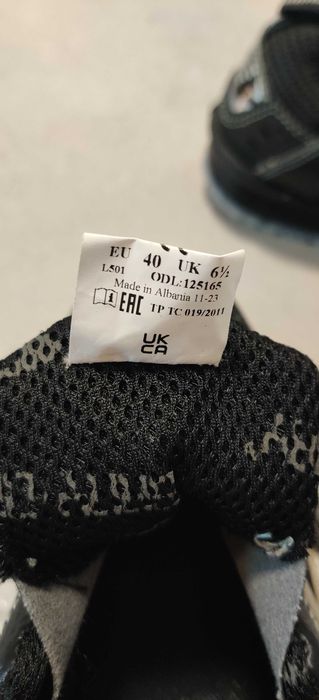 EU 40 UK 6½
L501 ODL:125165
Made in Albania 11-23
i EAC TP TC 019/2011
UK
CA